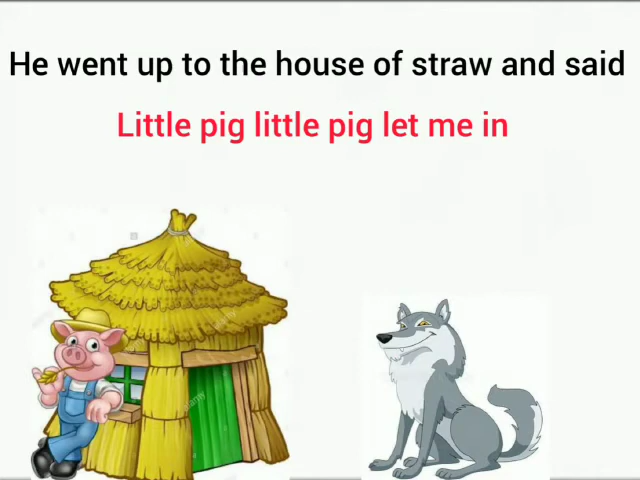 He went up to the house of straw and said
Little pig little pig let me in